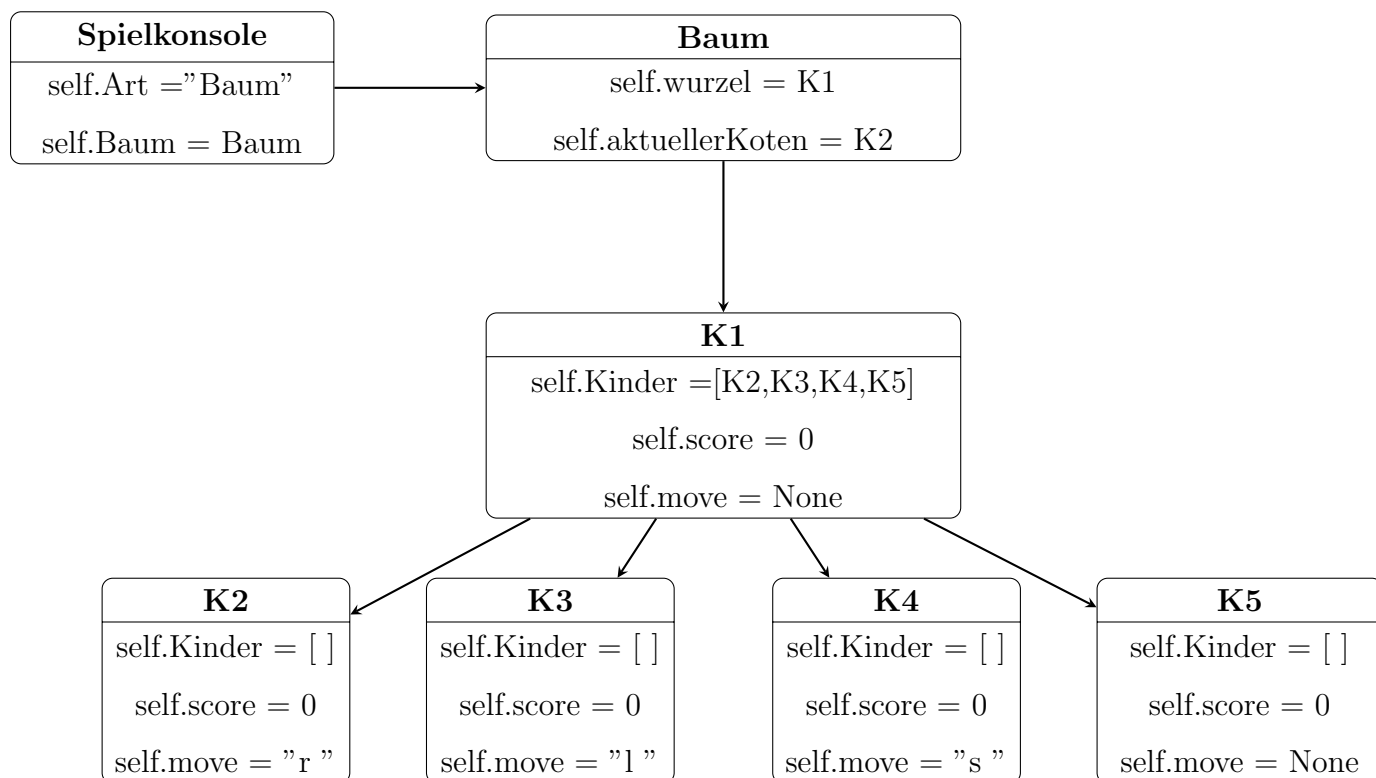 Spielkonsole
self.Art =”Baum”
self.Baum = Baum
Baum
self.wurzel = K1
self.aktuellerKoten = K2
K1
self.Kinder =[K2,K3,K4,K5]
self.score = 0
self.move = None
K2
self.Kinder = [ ]
self.score = 0
self.move = ”r ”
K3
self.Kinder = [ ]
self.score = 0
self.move = ”l ”
K4
self.Kinder = [ ]
self.score = 0
self.move = ”s ”
K5
self.Kinder = [ ]
self.score = 0
self.move = None